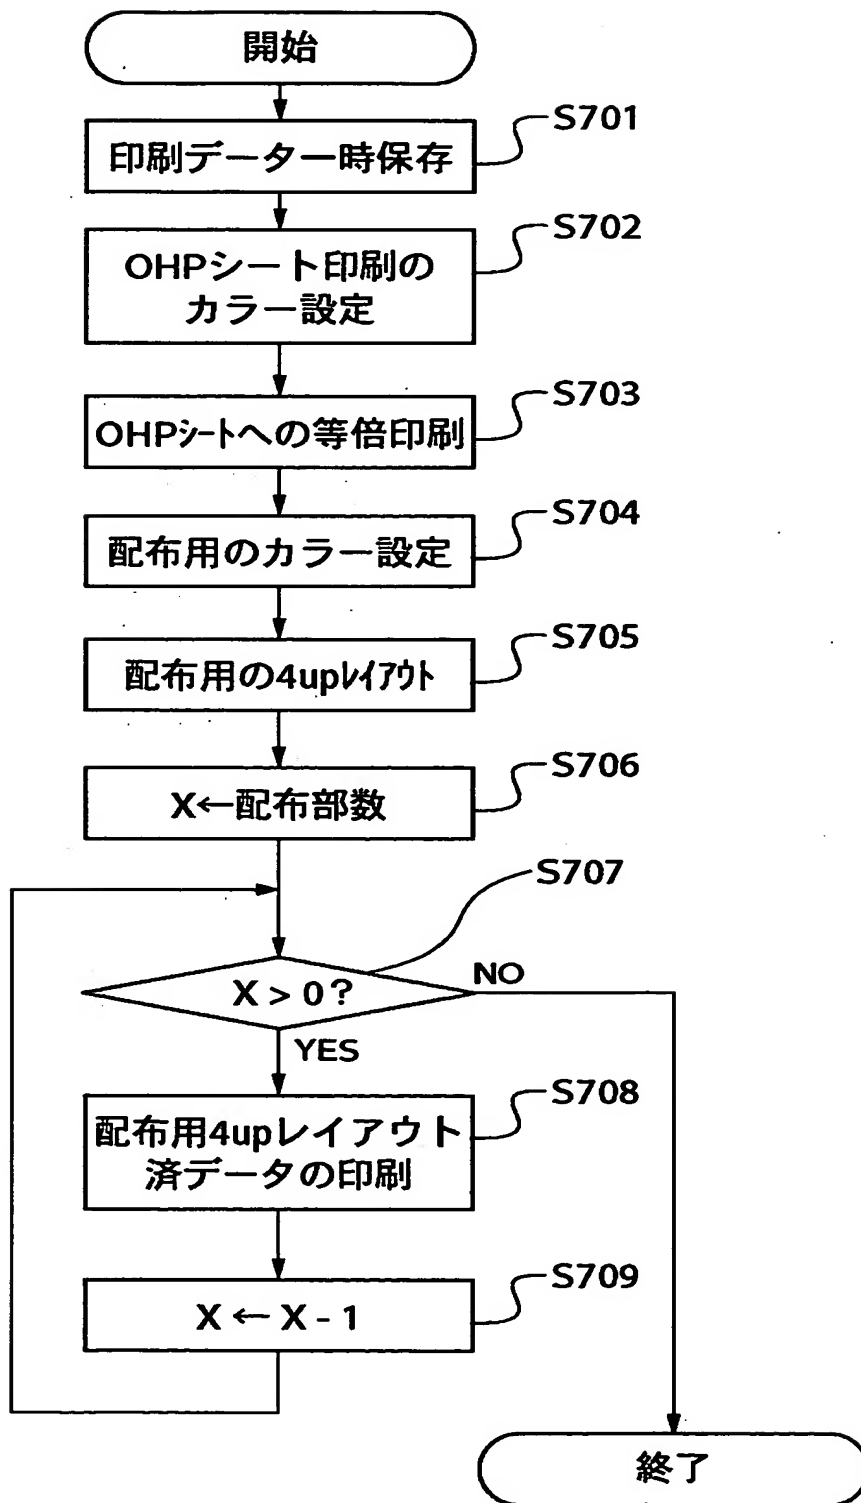 開始
印刷データ一時保存
S701
OHPシート印刷の
カラー設定
S702
OHPシートへの等倍印刷
S703
配布用のカラー設定
S704
配布用の4upレイアウト
S705
X←配布部数
S706
S707
X > 0?
NO
YES
配布用4upレイアウト
済データの印刷
S708
X ← X - 1
S709
終了